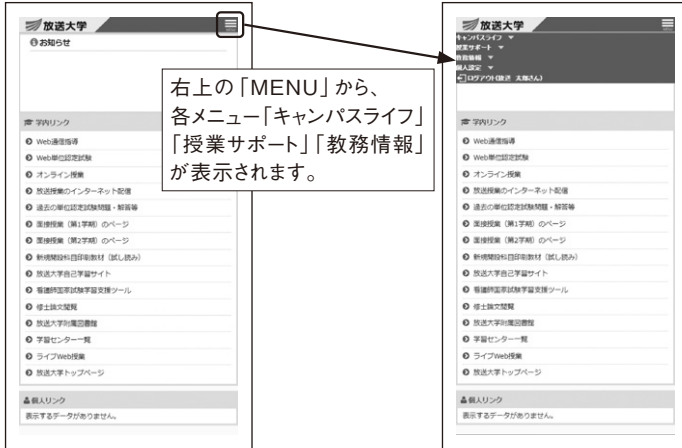 放送大学
お知らせ
学内リンク
Web通信指導
Web単位認定試験
オンライン授業
放送授業のインターネット配信
過去の単位認定試験問題・解答等
面接授業（第1学期）のページ
面接授業（第2学期）のページ
新規開設科目印刷教材（試し読み）
放送大学自己学習サイト
看護師国家試験学習支援ツール
修士論文閲覧
放送大学附属図書館
学習センター一覧
ライブWeb授業
放送大学トップページ
個人リンク
表示するデータがありません。
右上の「MENU」から、
各メニュー「キャンパスライフ」
「授業サポート」「教務情報」
が表示されます。
放送大学
キャンパスライフ ▼
授業サポート ▼
教務情報 ▼
個人設定 ▼
ログアウト(放送 太郎さん)
学内リンク
Web通信指導
Web単位認定試験
オンライン授業
放送授業のインターネット配信
過去の単位認定試験問題・解答等
面接授業（第1学期）のページ
面接授業（第2学期）のページ
新規開設科目印刷教材（試し読み）
放送大学自己学習サイト
看護師国家試験学習支援ツール
修士論文閲覧
放送大学附属図書館
学習センター一覧
ライブWeb授業
放送大学トップページ
個人リンク
表示するデータがありません。